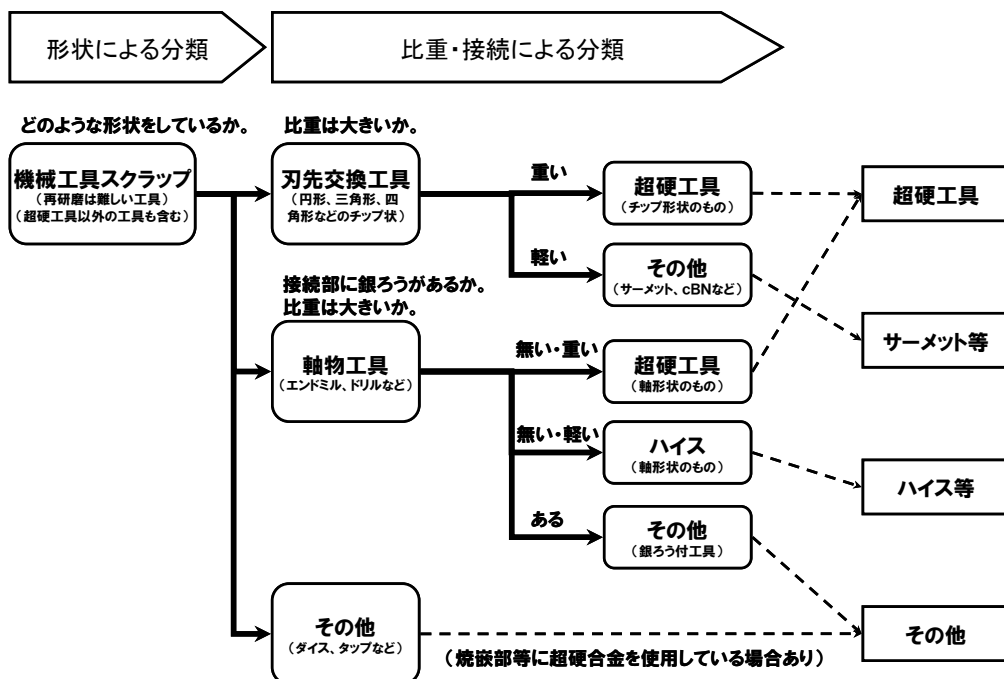 形状による分類
比重・接続による分類
どのような形状をしているか。
比重は大きいか。
機械工具スクラップ
（再研磨は難しい工具）
（超硬工具以外の工具も含む）
刃先交換工具
（円形、三角形、四
角形などのチップ状）
重い
超硬工具
（チップ形状のもの）
超硬工具
軽い
その他
（サーメット、cBNなど）
接続部に銀ろうがあるか。
比重は大きいか。
サーメット等
軸物工具
（エンドミル、ドリルなど）
無い・重い
超硬工具
（軸形状のもの）
無い・軽い
ハイス
（軸形状のもの）
ハイス等
ある
その他
（銀ろう付工具）
その他
（ダイス、タップなど）
（焼嵌部等に超硬合金を使用している場合あり）
その他